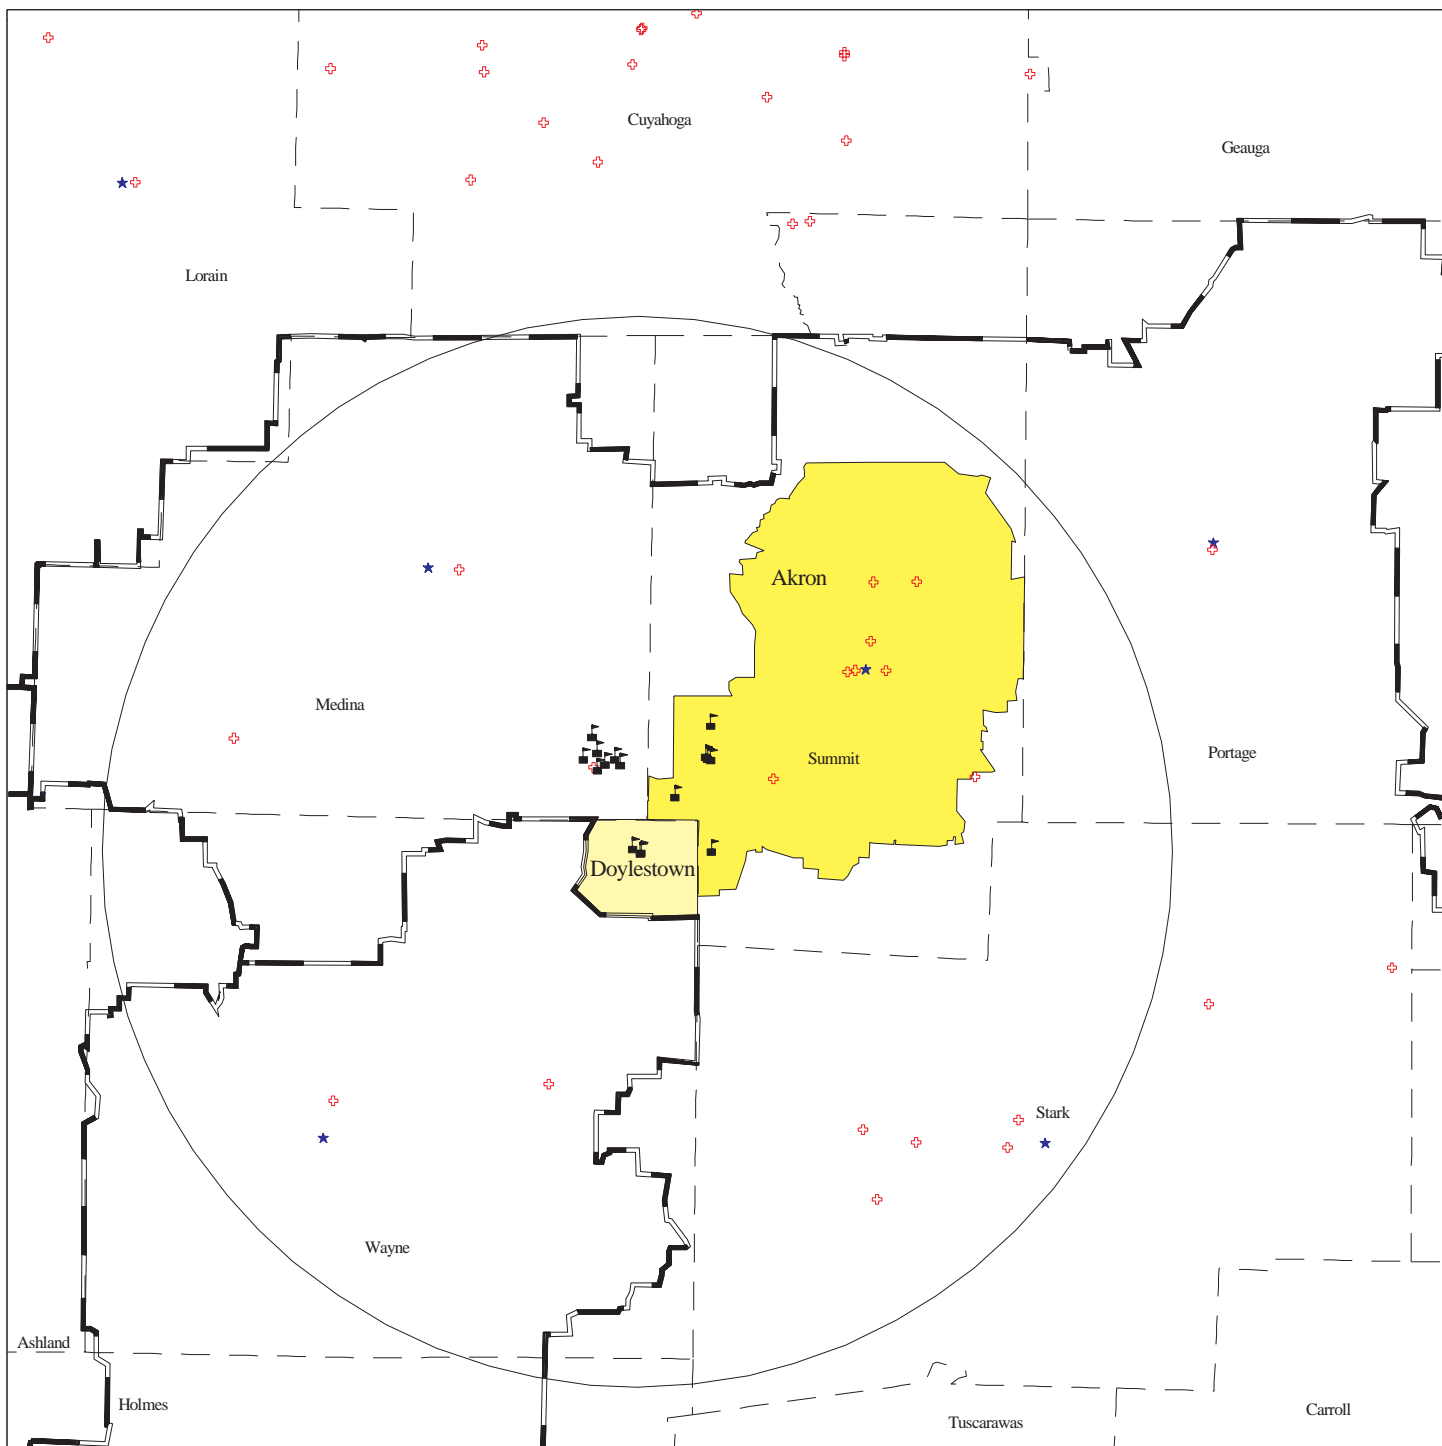 Cuyahoga
Geauga
Lorain
Akron
Medina
Summit
Portage
Doylestown
Stark
Wayne
Ashland
Holmes
Carroll
Tuscarawas